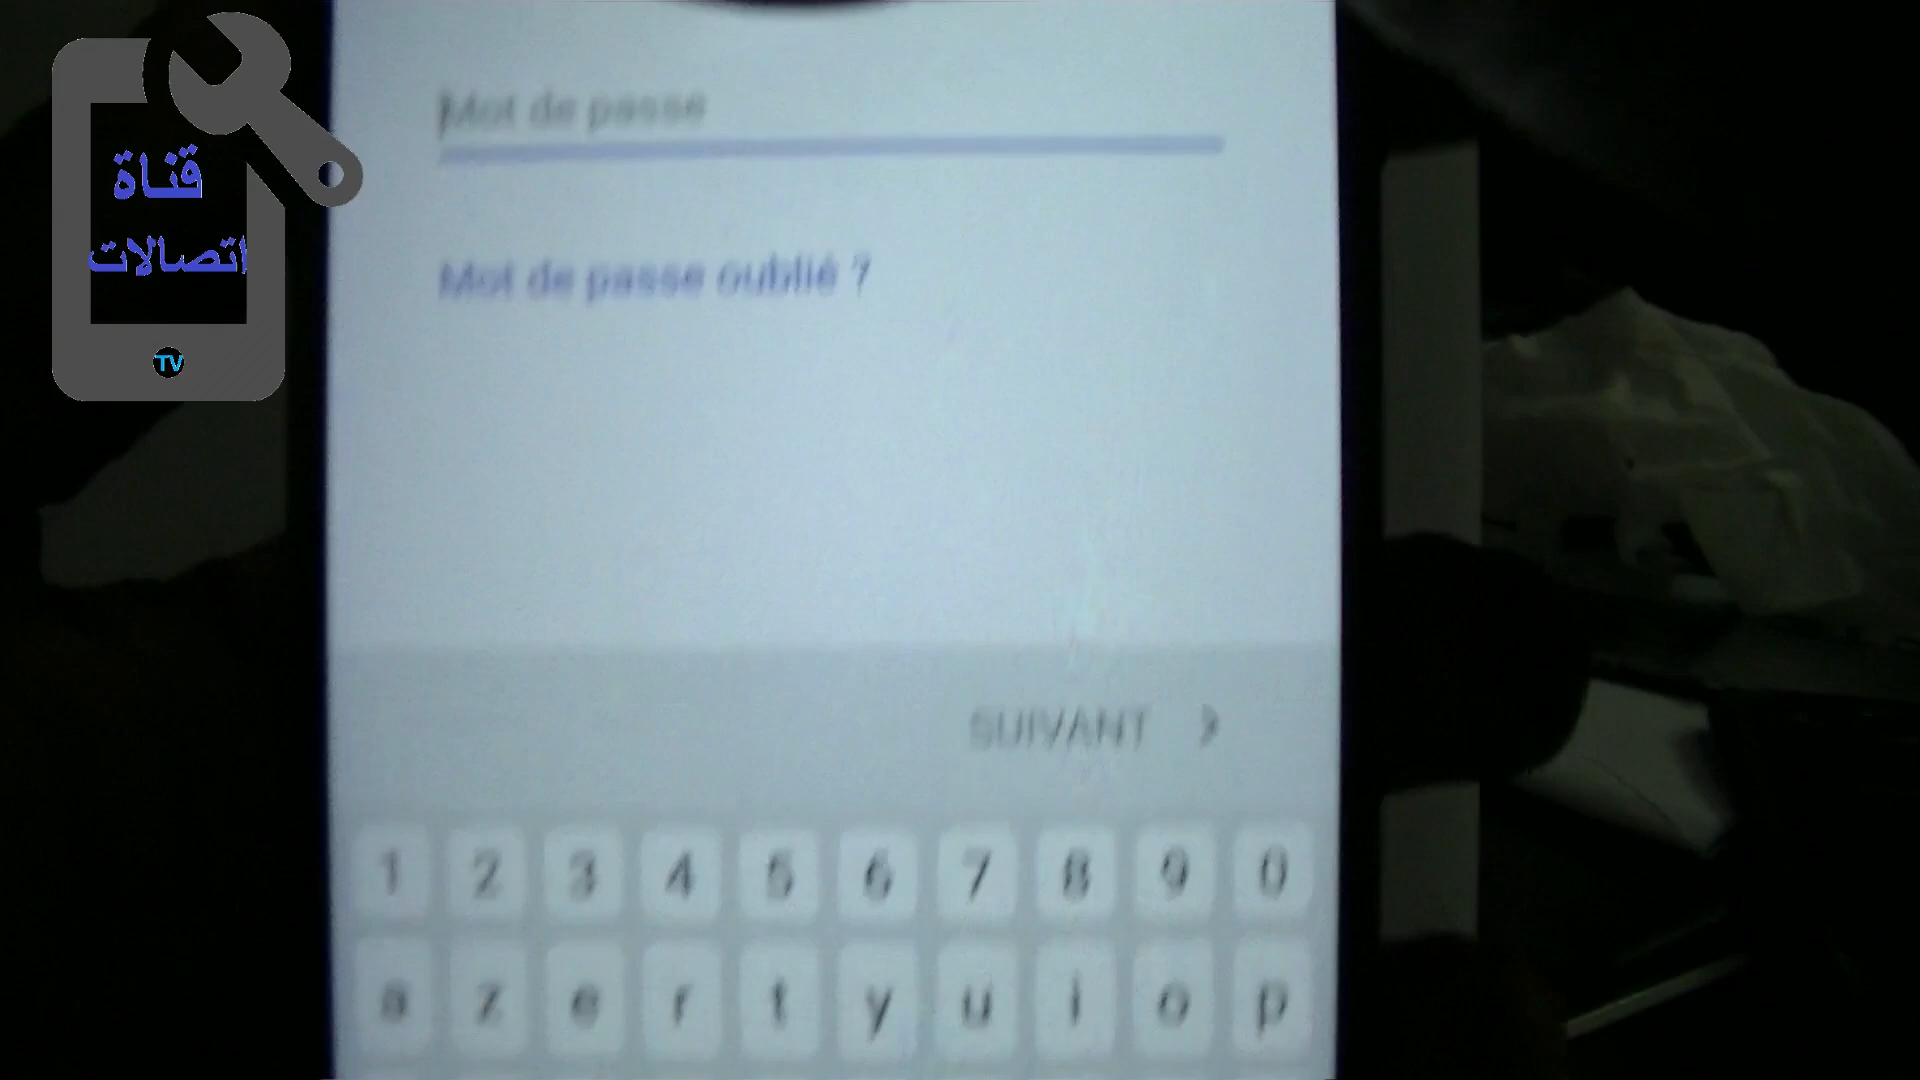 قناة
اتصالات
TV
Mot de passe
Mot de passe oublié ?
SUIVANT >
1 2 3 4 5 6 7 8 9 0
a z e r t y u i o p